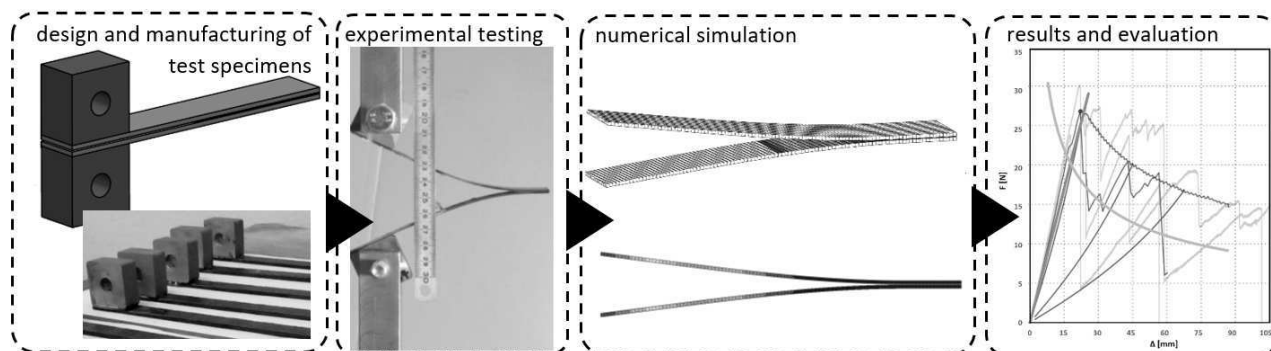 design and manufacturing of
test specimens
experimental testing
numerical simulation
results and evaluation
35
30
25
20
15
10
5
0
F [N]
0 15 30 45 60 75 90 105
Δ [mm]